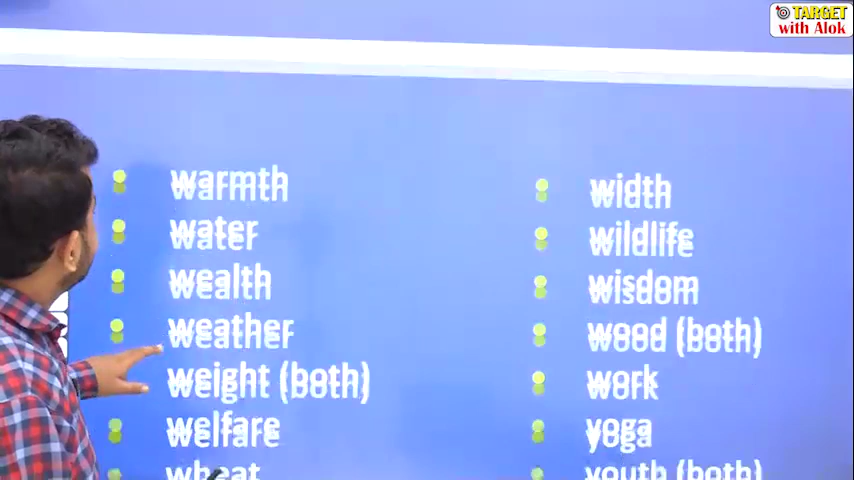 TARGET
with Alok
warmth
water
wealth
weather
weight (both)
welfare
wheat
width
wildlife
wisdom
wood (both)
work
yoga
youth (both)